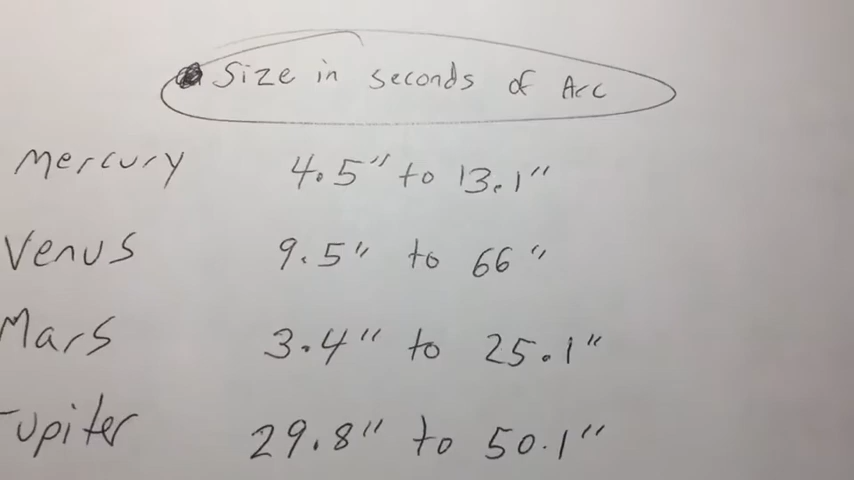 Size in seconds of Arc
Mercury 4.5" to 13.1"
Venus 9.5" to 66"
Mars 3.4" to 25.1"
Jupiter 29.8" to 50.1"